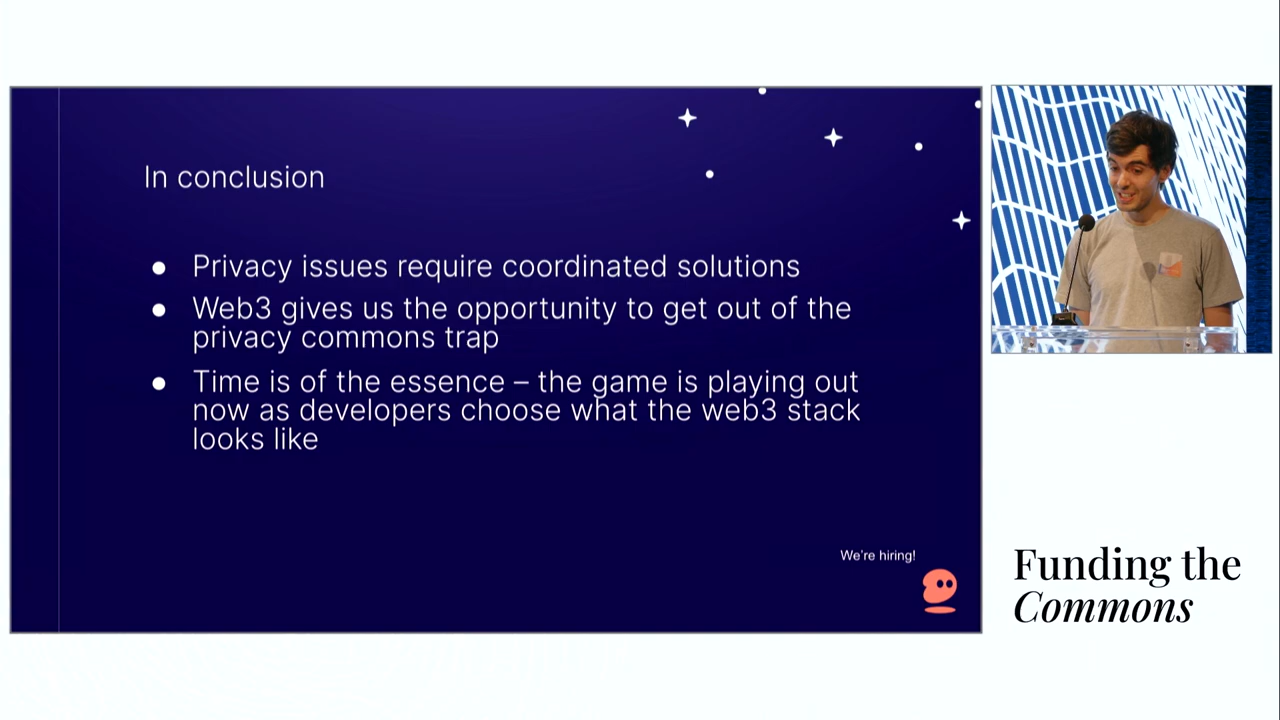 In conclusion
● Privacy issues require coordinated solutions
● Web3 gives us the opportunity to get out of the
privacy commons trap
● Time is of the essence – the game is playing out
now as developers choose what the web3 stack
looks like
We're hiring!
Funding the
Commons